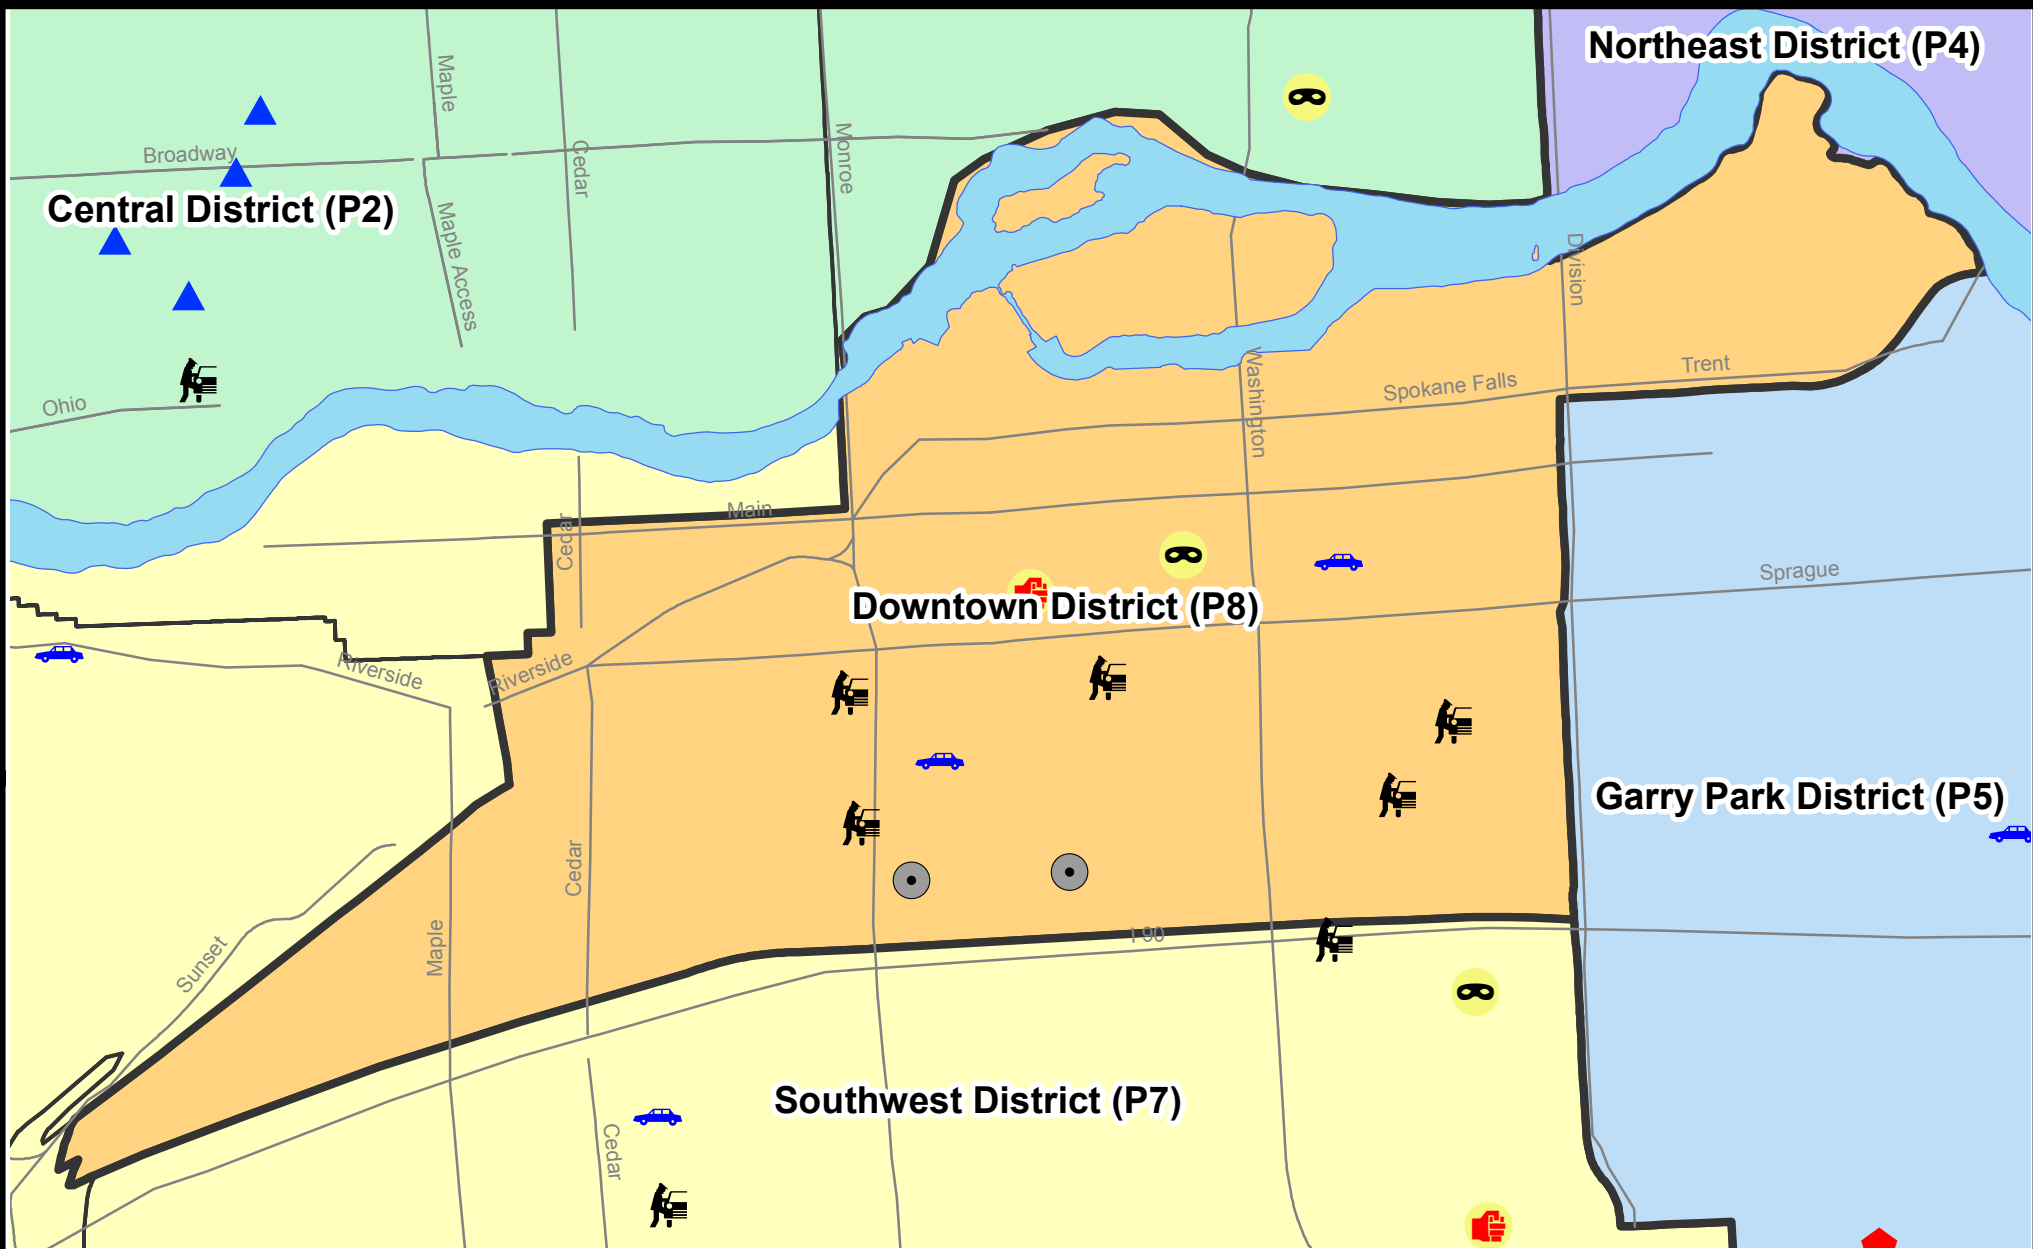 Northeast District (P4)
Maple
Monroe
Cedar
Broadway
Central District (P2)
Maple Access
Division
Washington
Trent
Spokane Falls
Ohio
Main
Cedar
Sprague
Downtown District (P8)
Riverside
Riverside
Garry Park District (P5)
Cedar
Maple
I-90
Sunset
Southwest District (P7)
Cedar